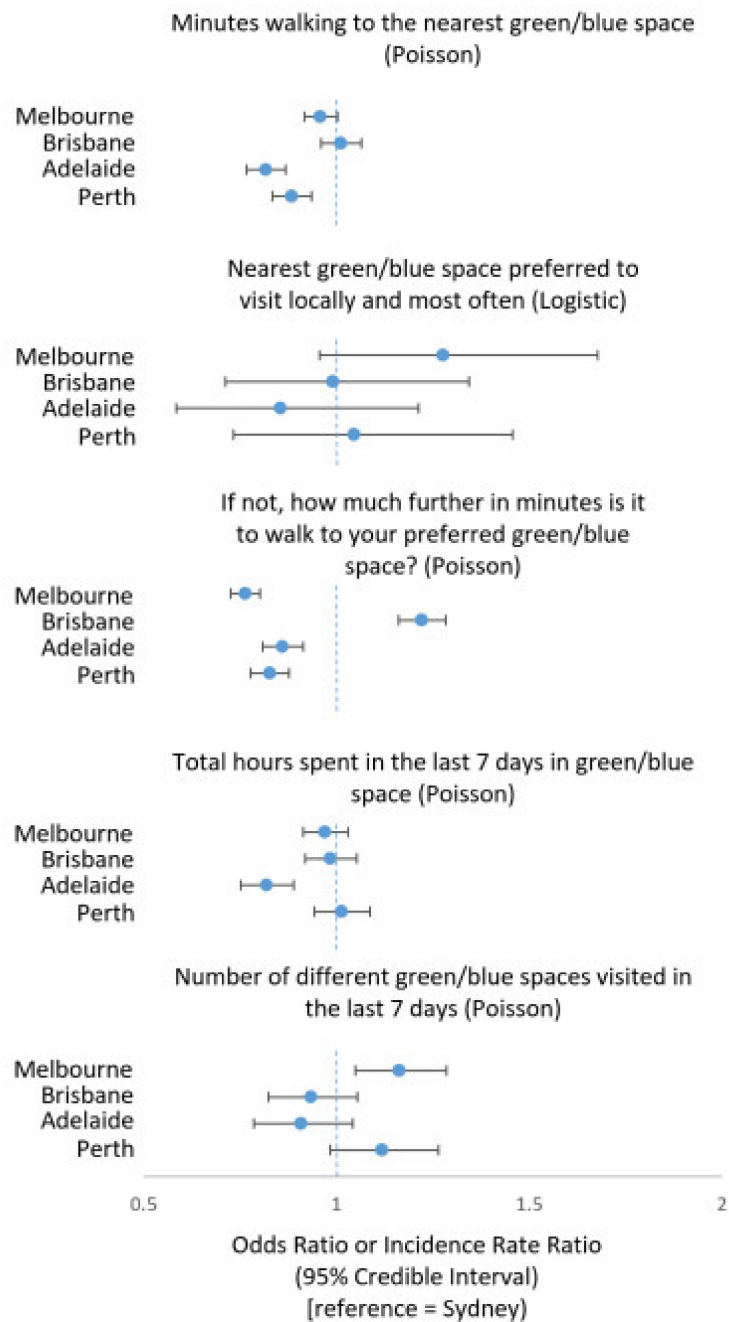 Minutes walking to the nearest green/blue space
(Poisson)
Melbourne
Brisbane
Adelaide
Perth
Nearest green/blue space preferred to
visit locally and most often (Logistic)
Melbourne
Brisbane
Adelaide
Perth
If not, how much further in minutes is it
to walk to your preferred green/blue
space? (Poisson)
Melbourne
Brisbane
Adelaide
Perth
Total hours spent in the last 7 days in green/blue
space (Poisson)
Melbourne
Brisbane
Adelaide
Perth
Number of different green/blue spaces visited in
the last 7 days (Poisson)
Melbourne
Brisbane
Adelaide
Perth
0.5 1 1.5 2
Odds Ratio or Incidence Rate Ratio
(95% Credible Interval)
[reference = Sydney)